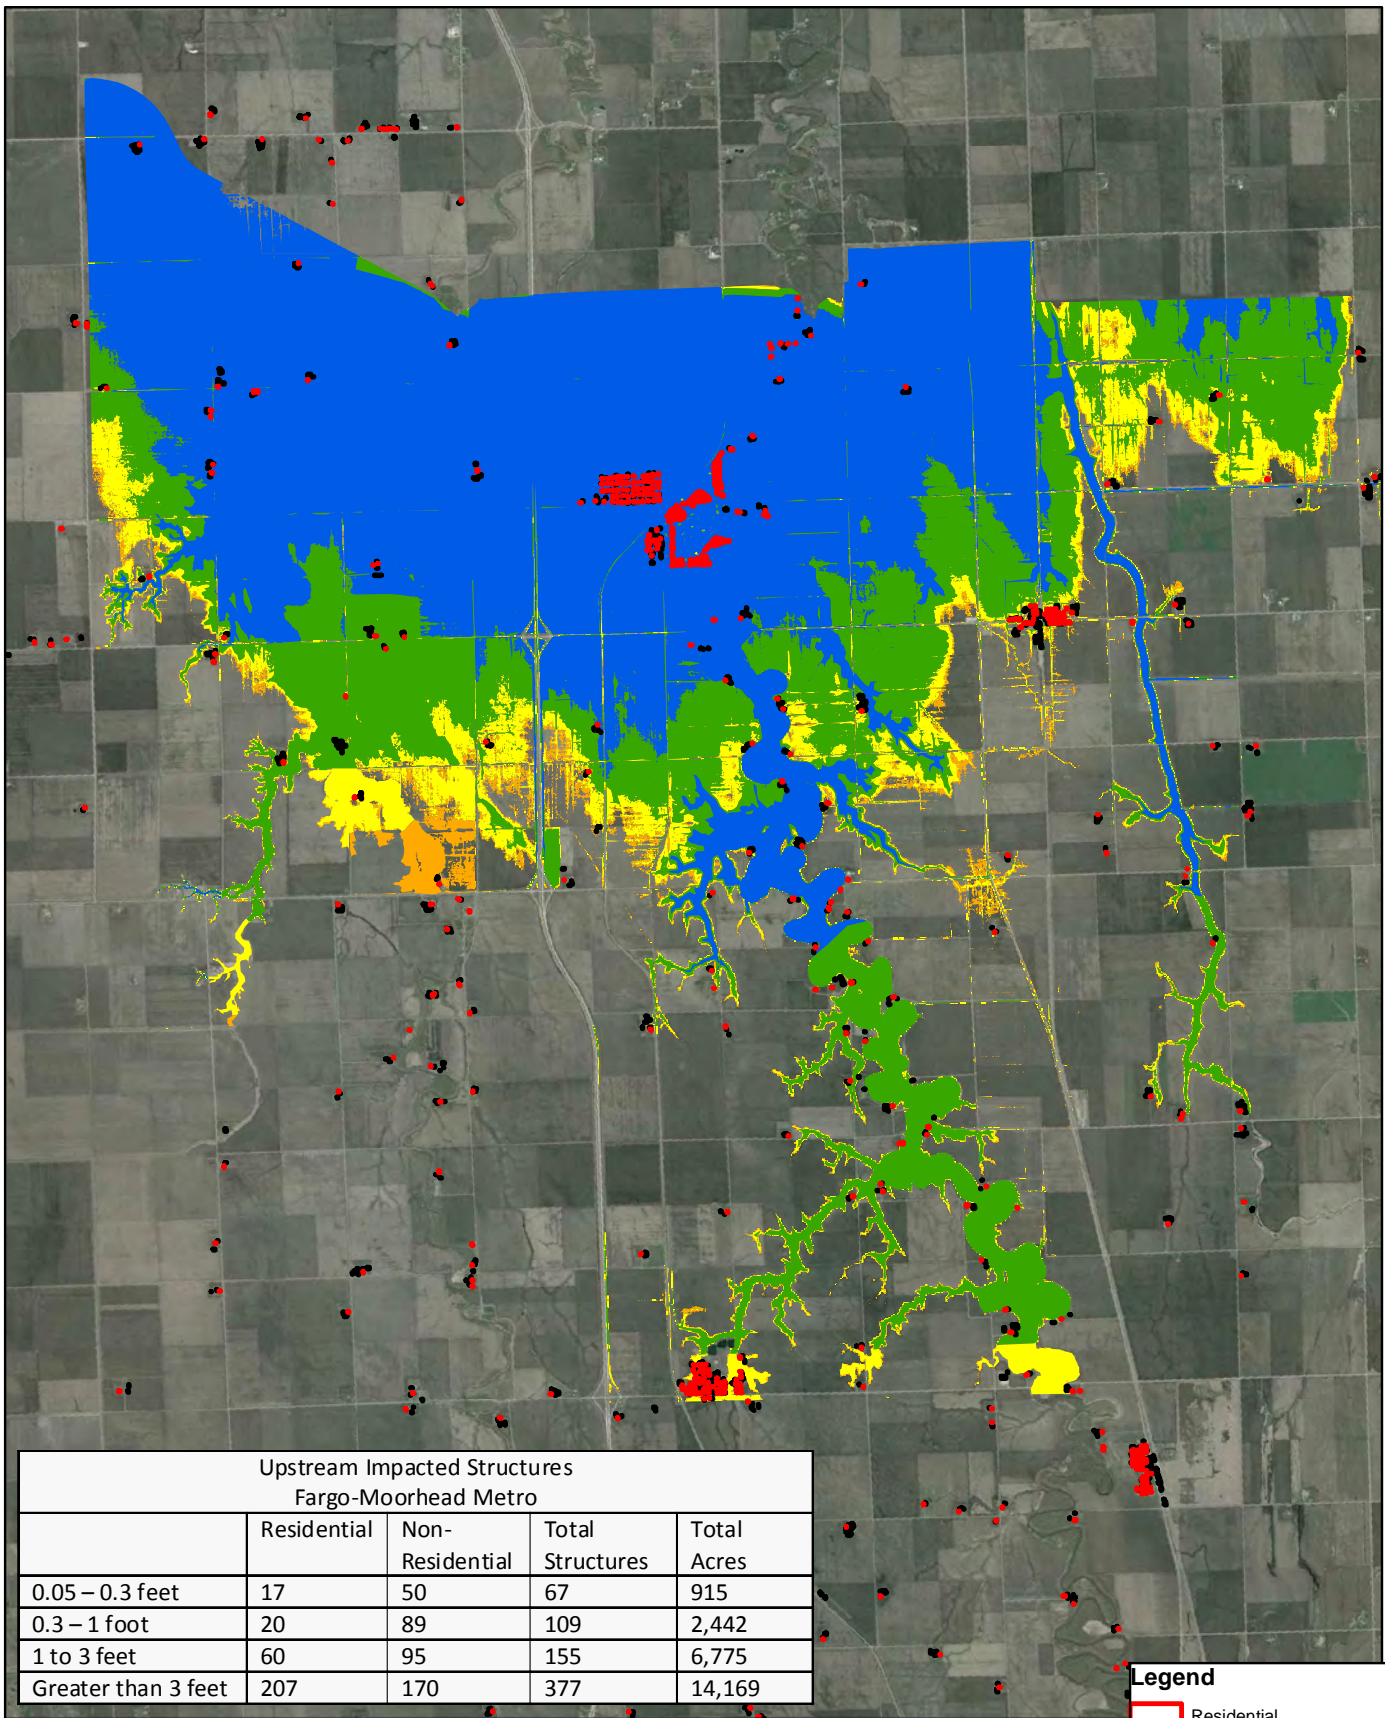 Upstream Impacted Structures
Fargo-Moorhead Metro
Residential Non-Residential Total Structures Total Acres
0.05 – 0.3 feet 17 50 67 915
0.3 – 1 foot 20 89 109 2,442
1 to 3 feet 60 95 155 6,775
Greater than 3 feet 207 170 377 14,169
Legend
Residential